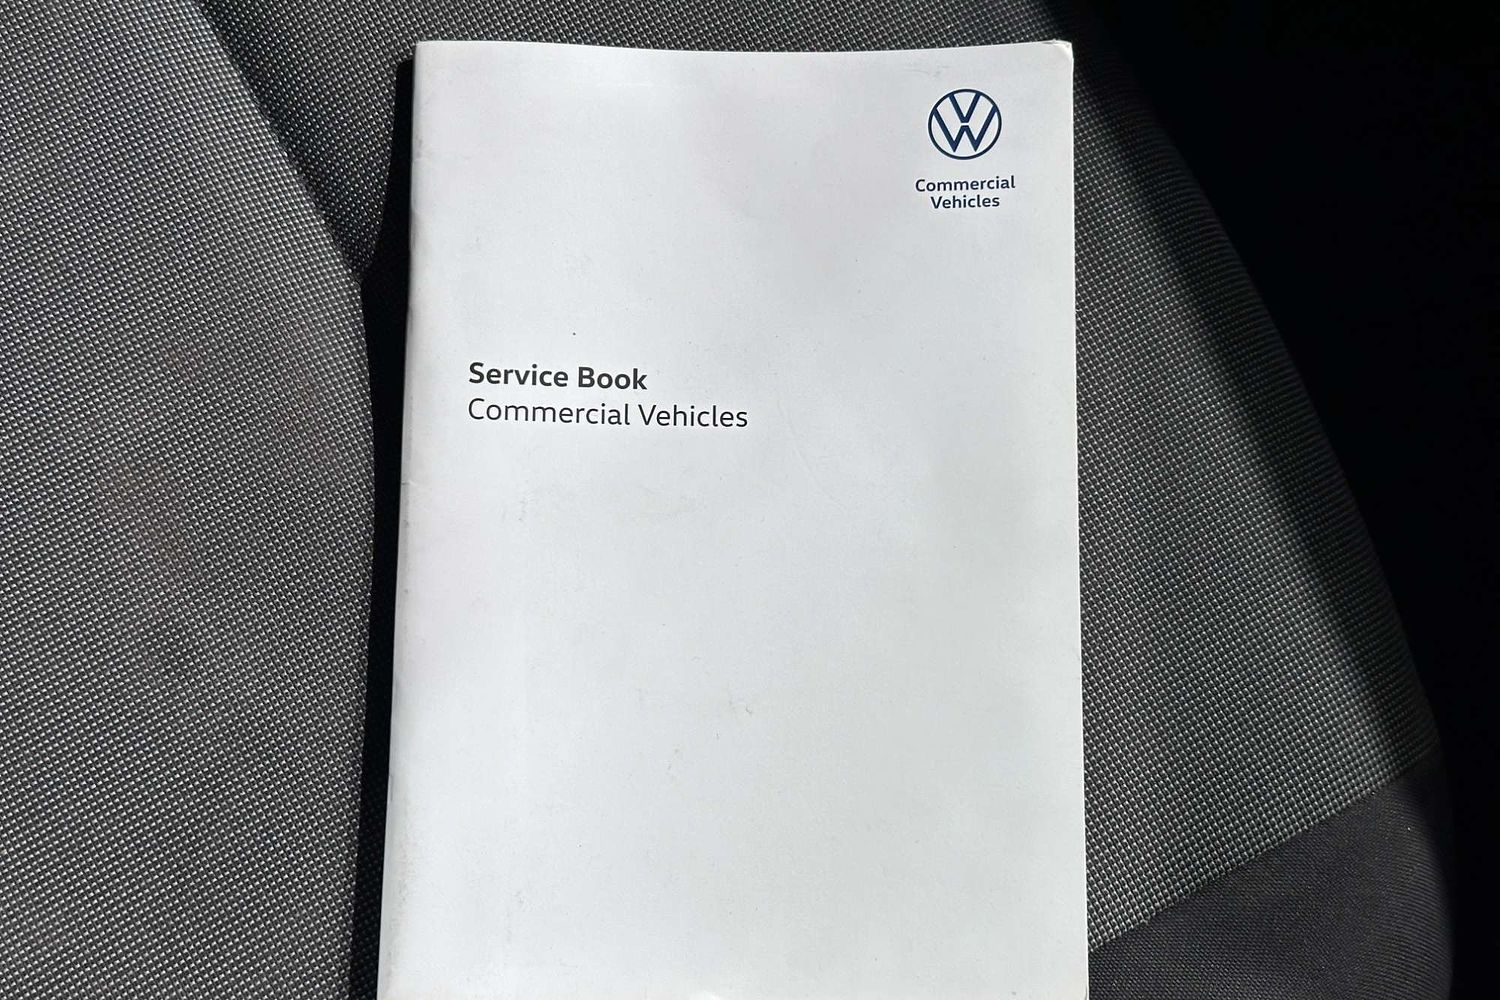 Commercial
Vehicles
Service Book
Commercial Vehicles